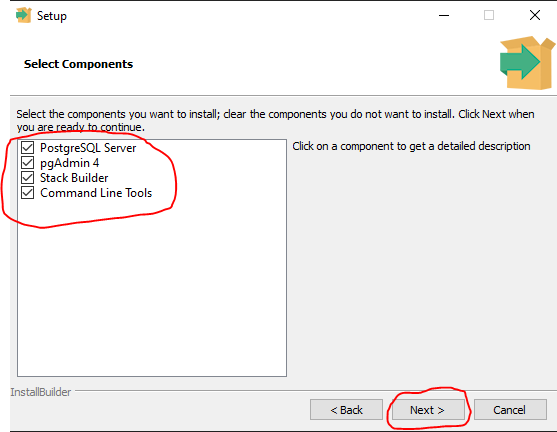 Setup
Select Components
Select the components you want to install; clear the components you do not want to install. Click Next when
you are ready to continue.
PostgreSQL Server
pgAdmin 4
Stack Builder
Command Line Tools
Click on a component to get a detailed description
InstallBuilder
< Back
Next >
Cancel